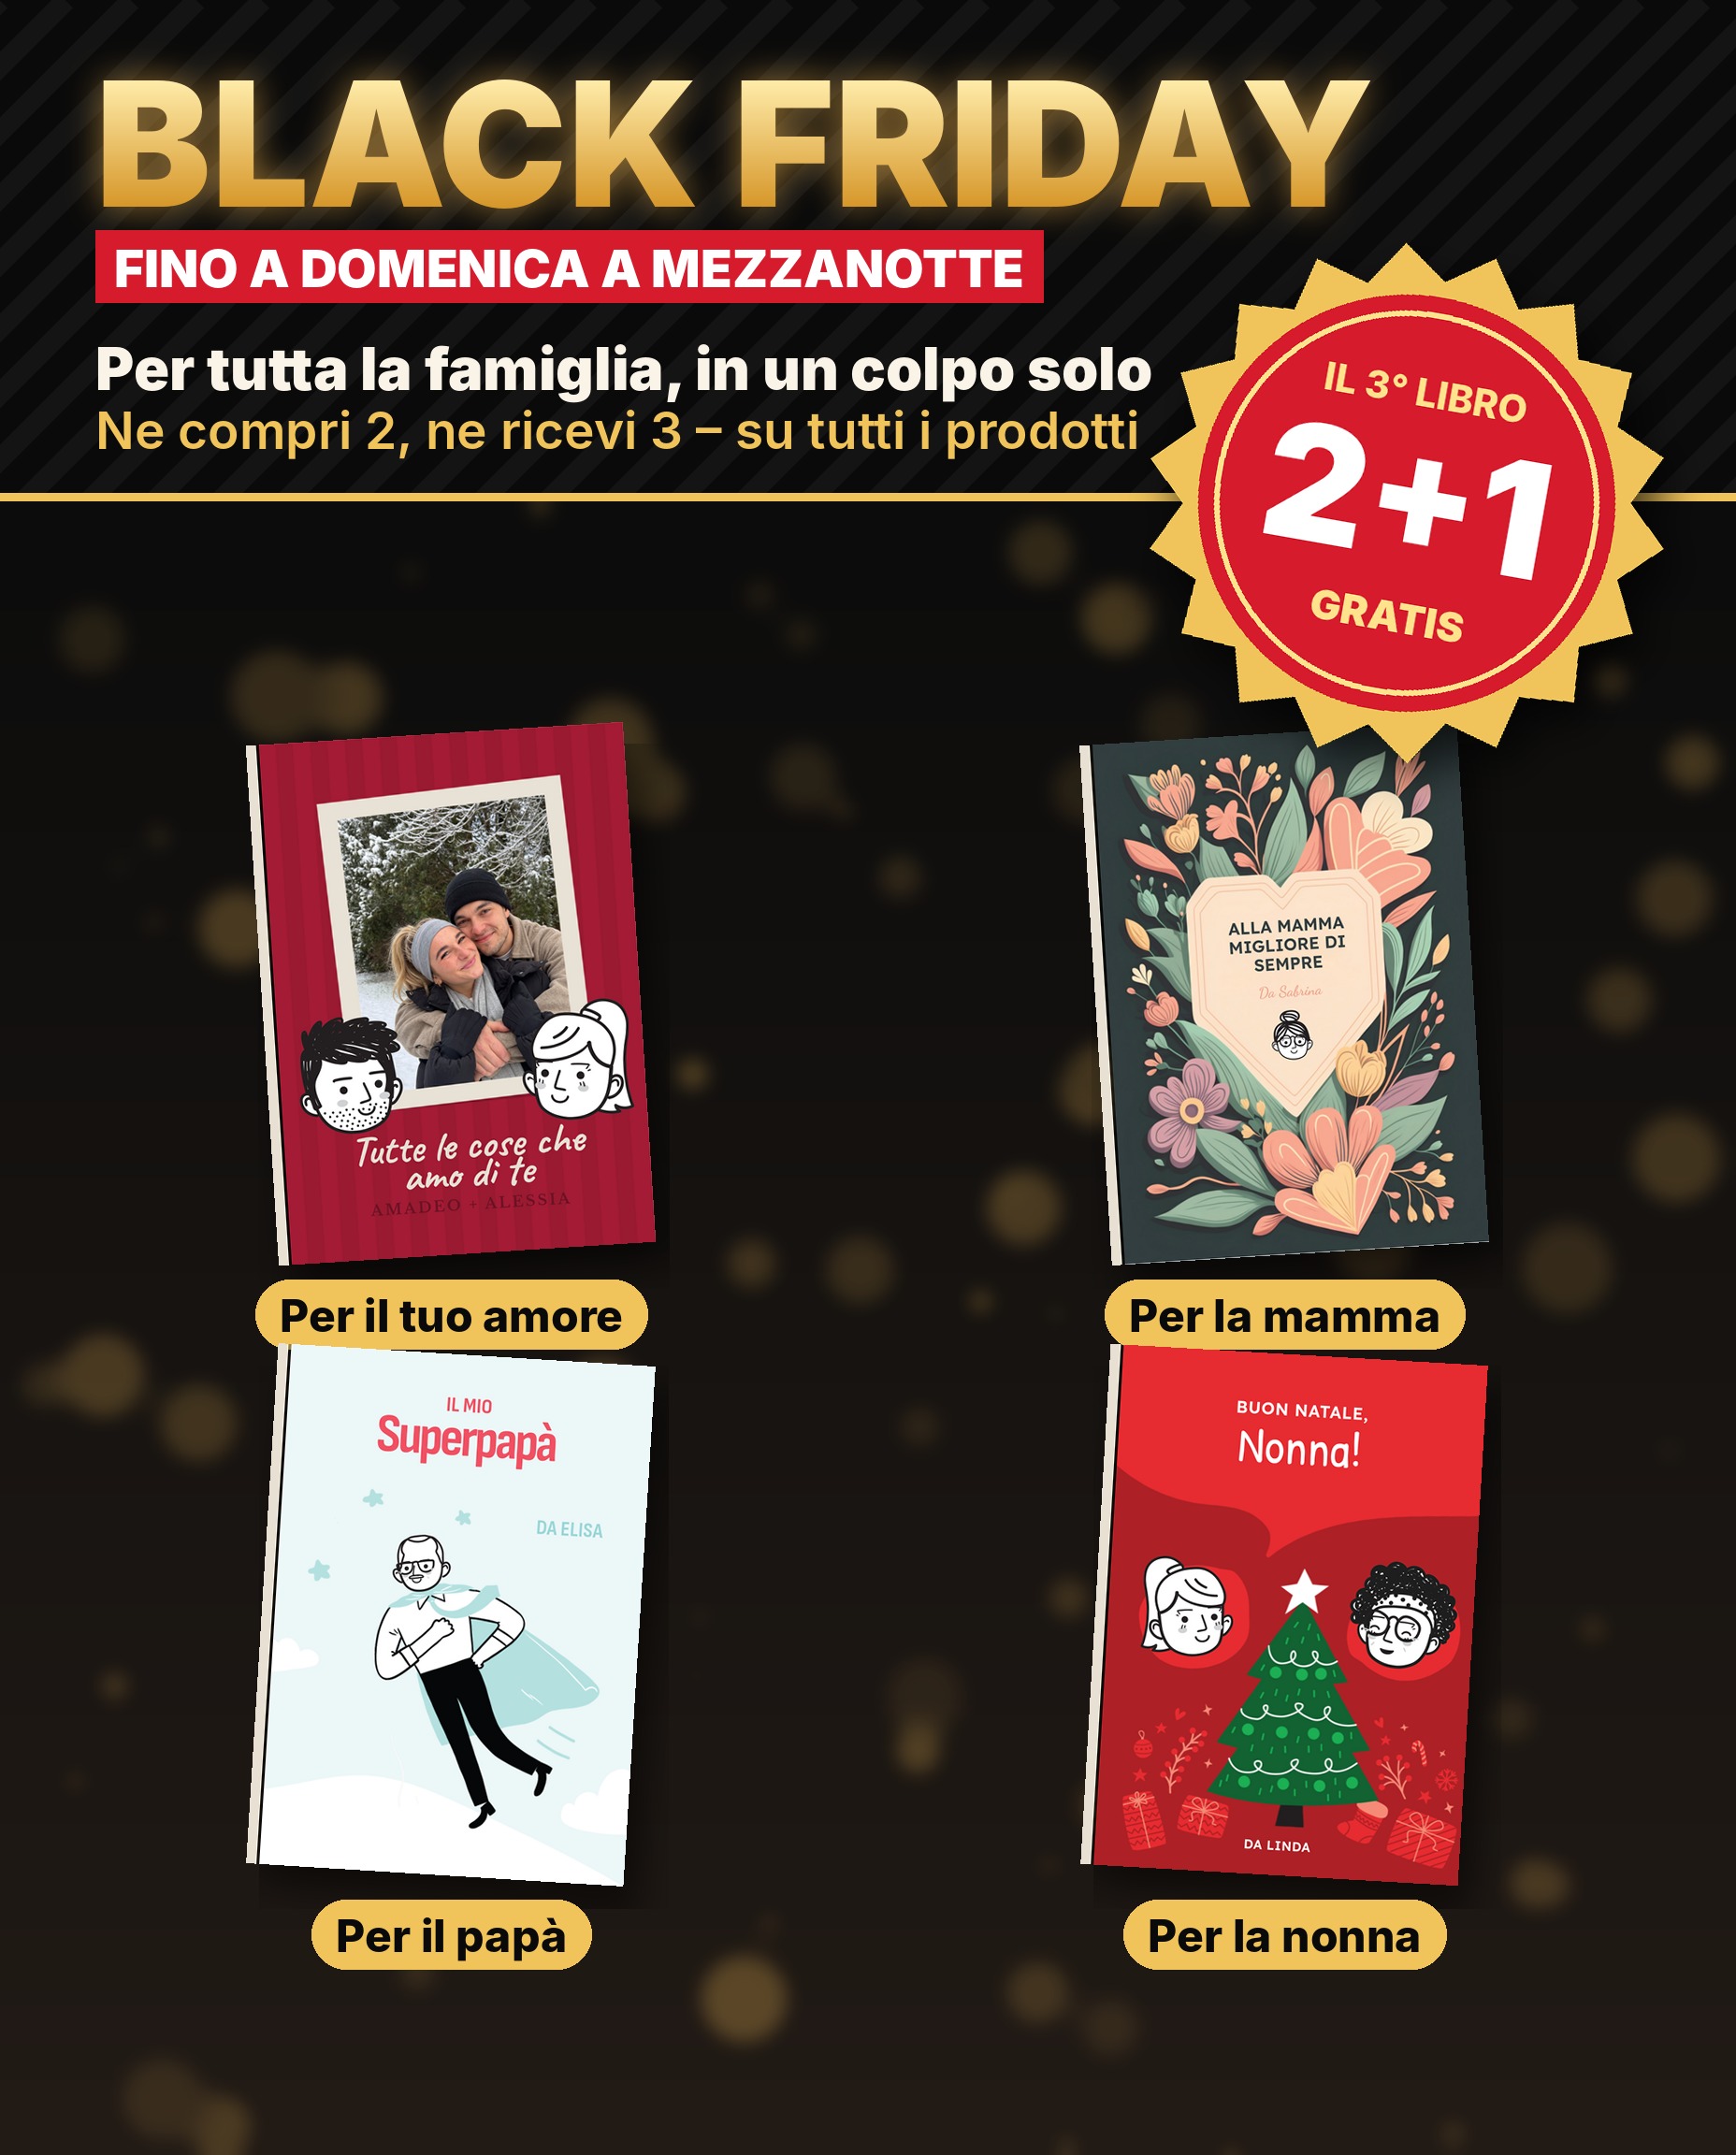 BLACK FRIDAY
FINO A DOMENICA A MEZZANOTTE
Per tutta la famiglia, in un colpo solo
Ne compri 2, ne ricevi 3 – su tutti i prodotti
IL 3° LIBRO
2+1
GRATIS
Tutte le cose che
amo di te
AMADEO + ALESSIA
Per il tuo amore
ALLA MAMMA
MIGLIORE DI
SEMPRE
Da Sabrina
Per la mamma
IL MIO
Superpapà
DA ELISA
Per il papà
BUON NATALE,
Nonna!
DA LINDA
Per la nonna